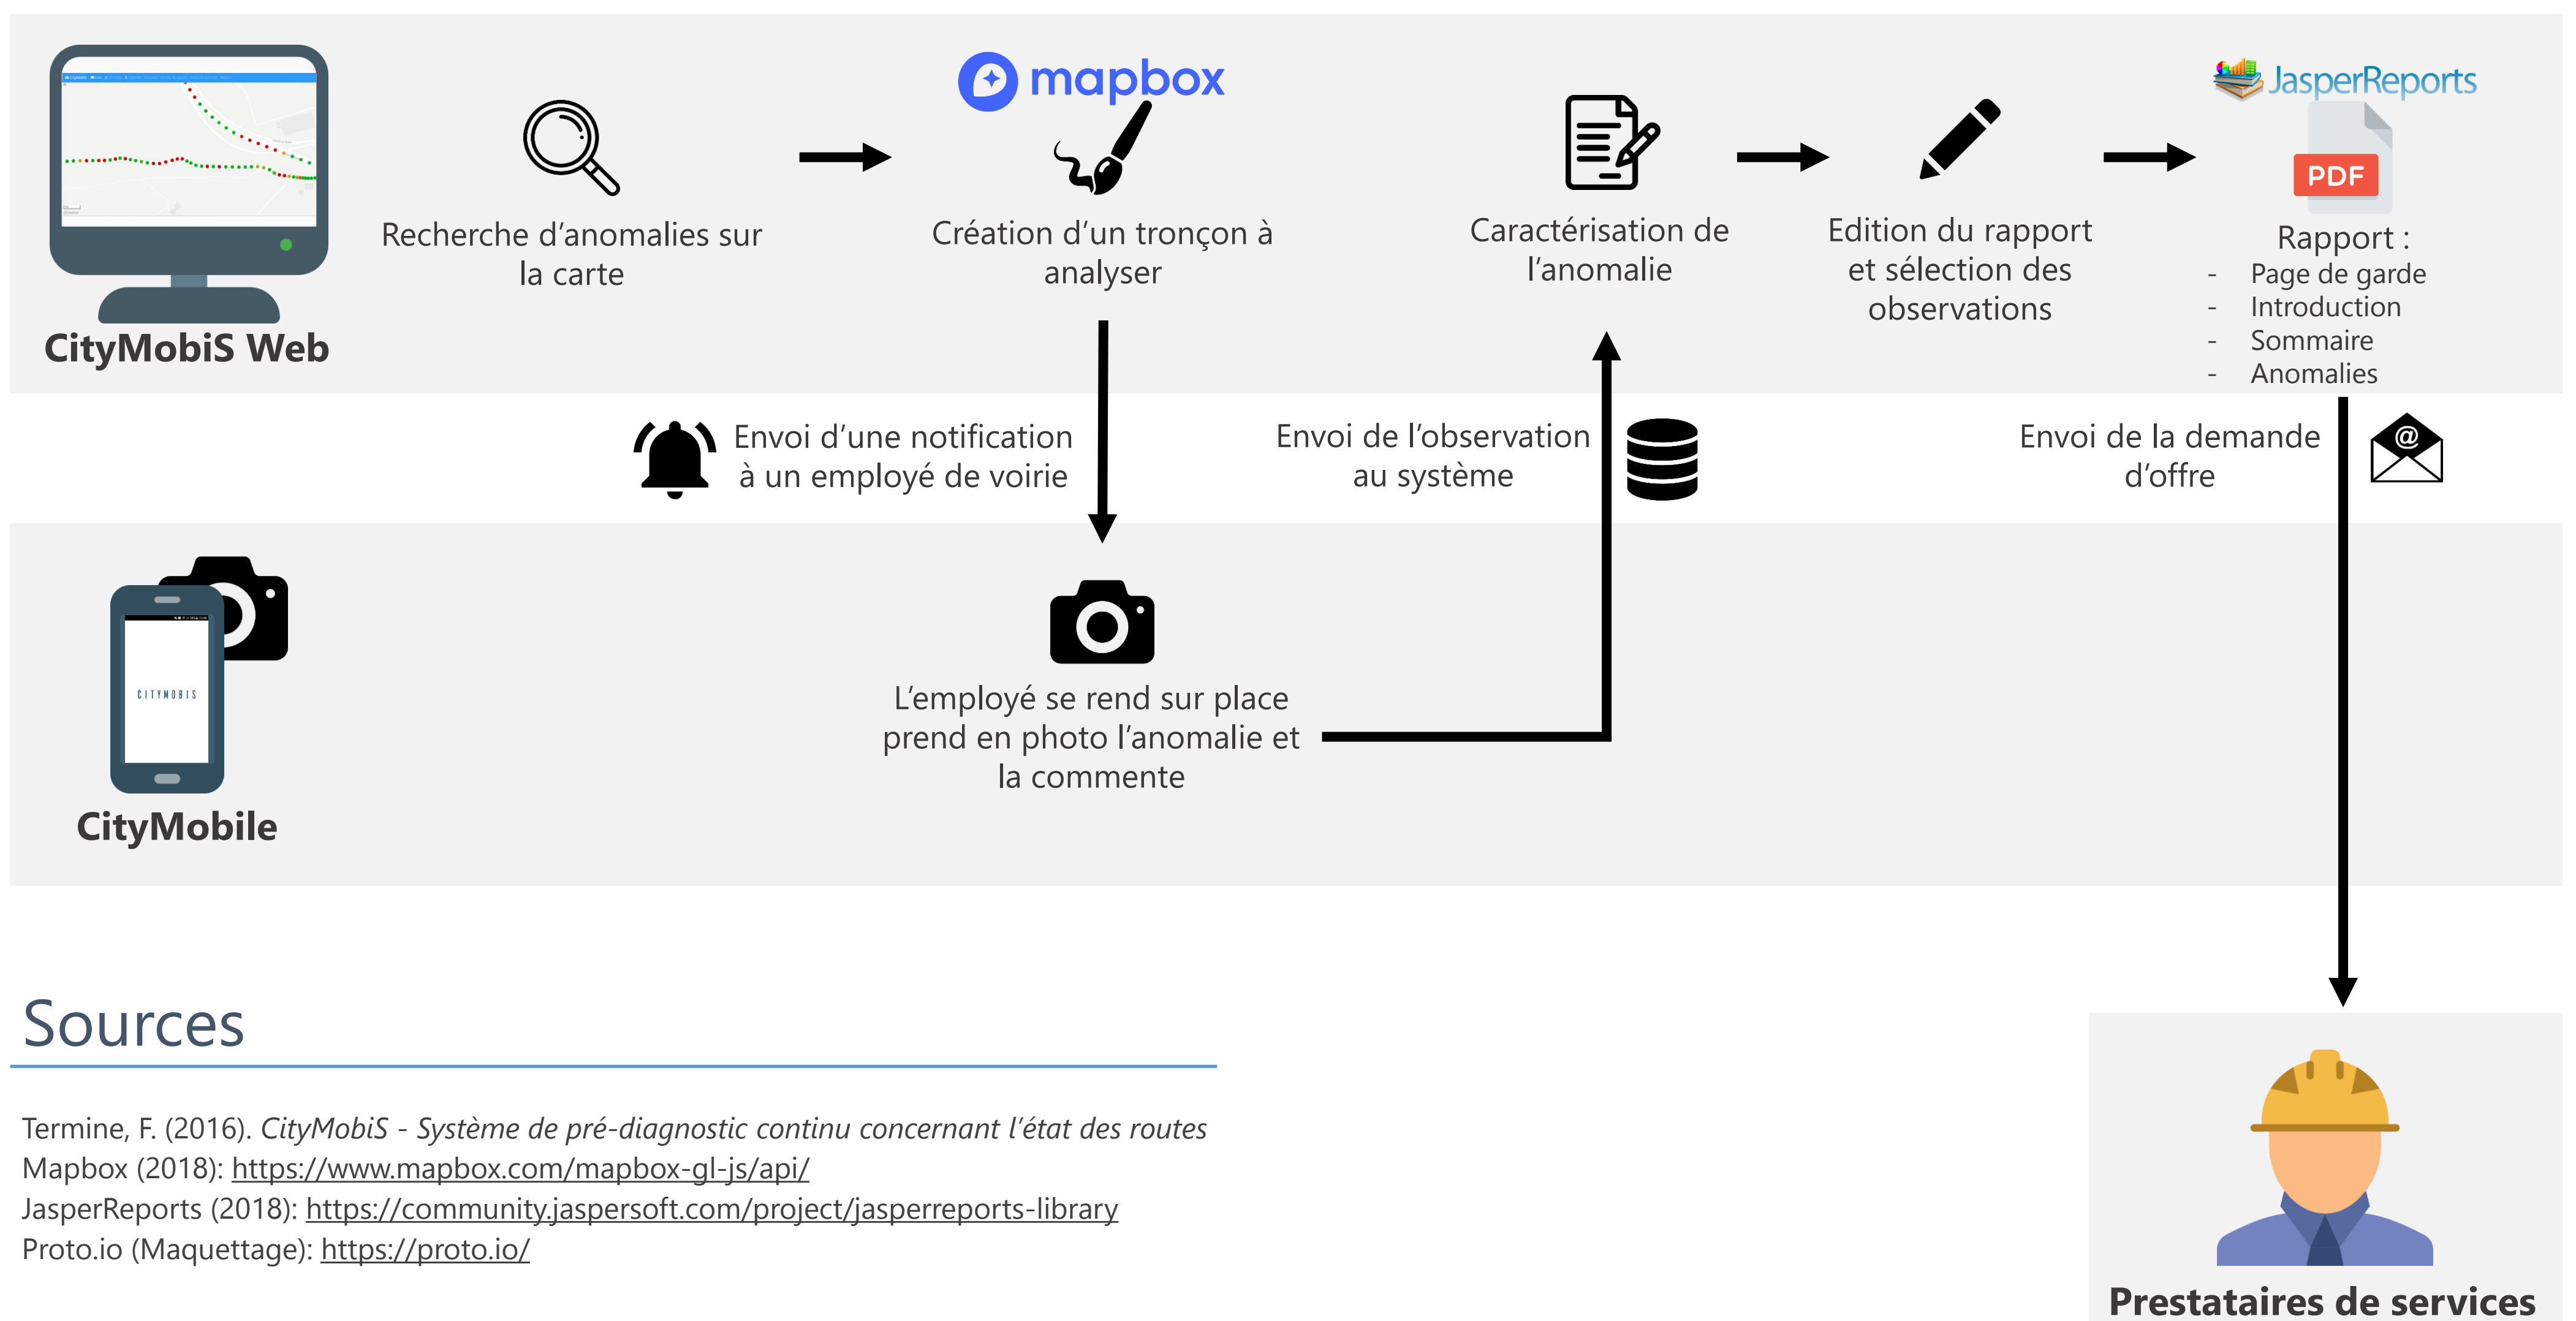 mapbox
JasperReports
PDF
Recherche d’anomalies sur
la carte
Création d’un tronçon à
analyser
Caractérisation de
l’anomalie
Edition du rapport
et sélection des
observations
Rapport :
- Page de garde
- Introduction
- Sommaire
- Anomalies
CityMobiS Web
Envoi d’une notification
à un employé de voirie
Envoi de l’observation
au système
Envoi de la demande
d’offre
@
CITYMOBIS
L’employé se rend sur place
prend en photo l’anomalie et
la commente
CityMobile
Sources
Termine, F. (2016). CityMobiS - Système de pré-diagnostic continu concernant l’état des routes
Mapbox (2018): https://www.mapbox.com/mapbox-gl-js/api/
JasperReports (2018): https://community.jaspersoft.com/project/jasperreports-library
Proto.io (Maquettage): https://proto.io/
Prestataires de services